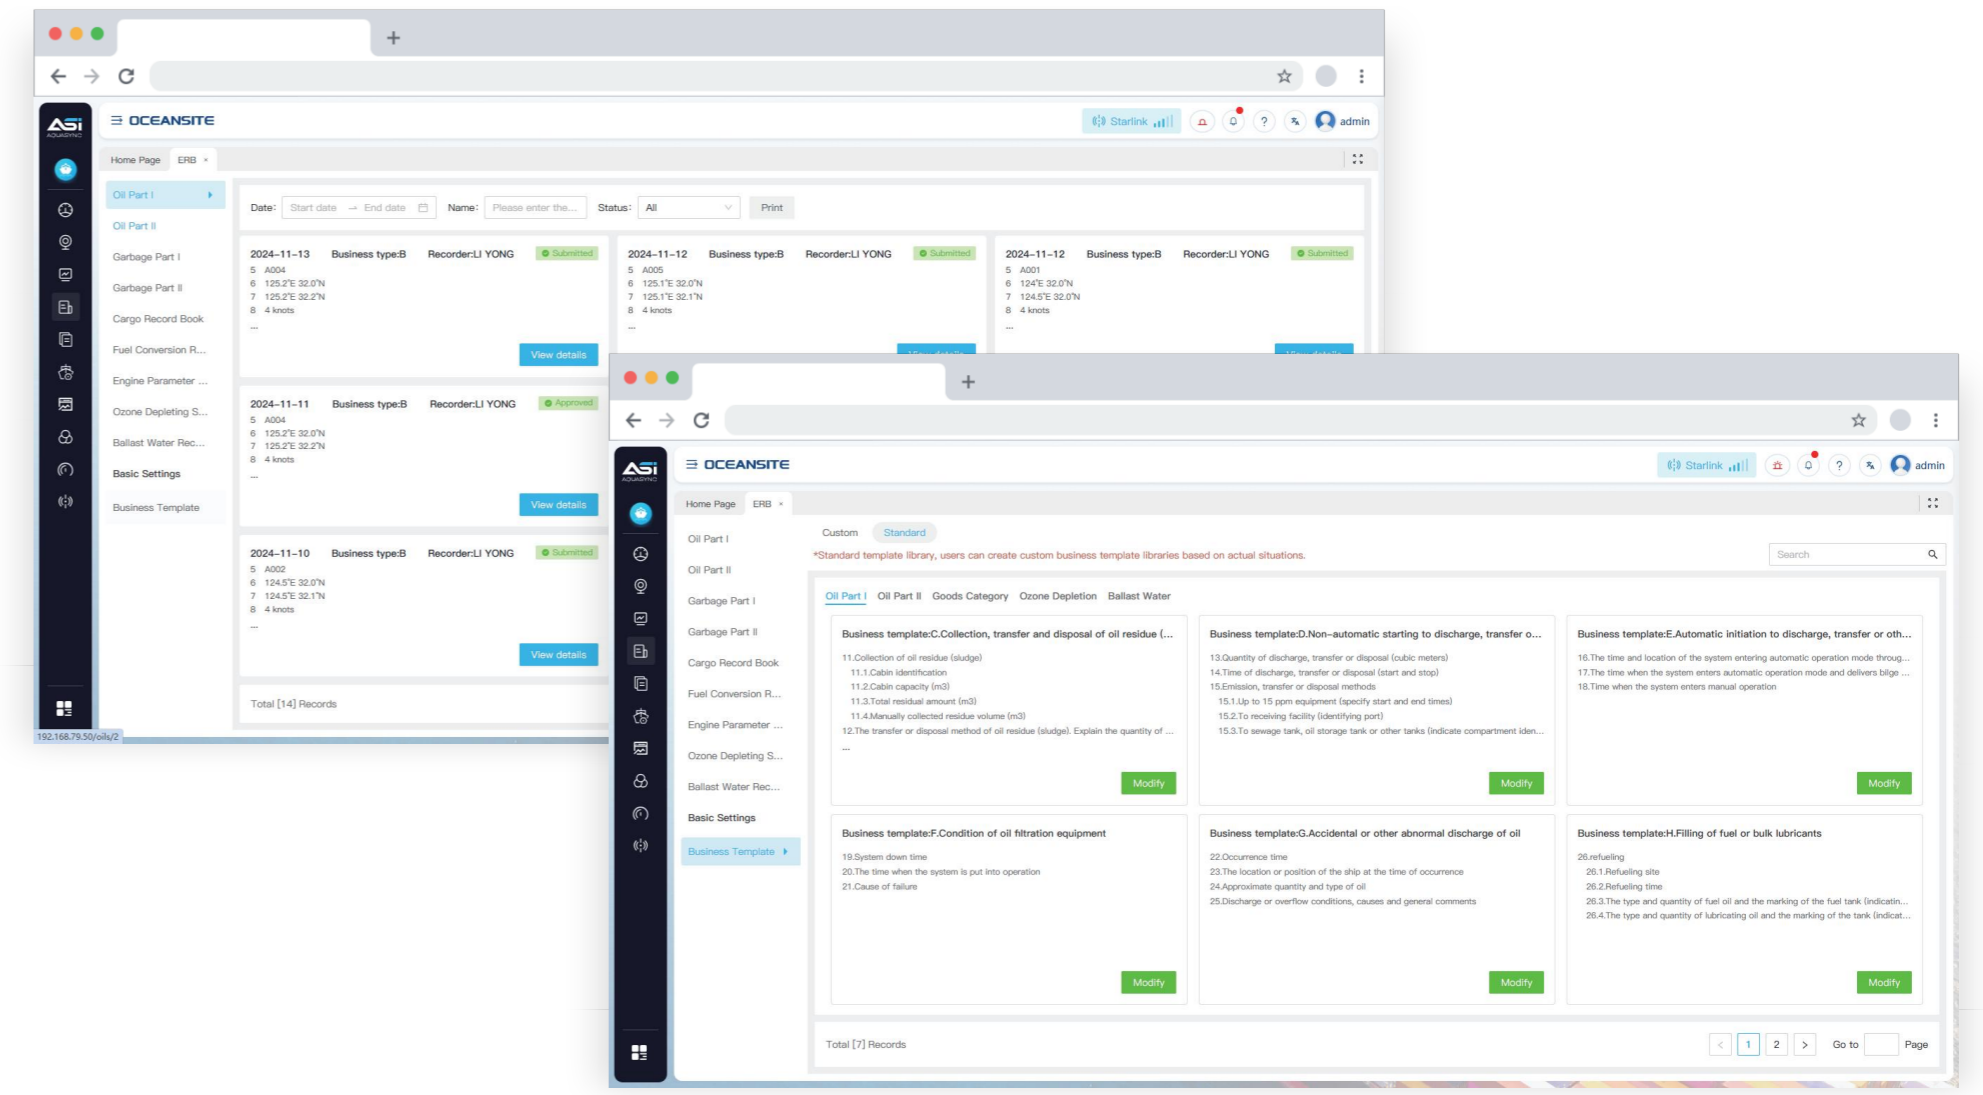 ASi
AQUASYNC
OCEANSITE
Starlink
?
admin
Home Page
ERB ×
Oil Part I
Oil Part II
Garbage Part I
Garbage Part II
Cargo Record Book
Fuel Conversion R...
Engine Parameter ...
Ozone Depleting S...
Ballast Water Rec...
Basic Settings
Business Template
Date: Start date → End date
Name: Please enter the...
Status: All
Print
2024-11-13 Business type:B Recorder:LI YONG Submitted
5 A004
6 125.2°E 32.0°N
7 125.2°E 32.2°N
8 4 knots
...
View details
2024-11-12 Business type:B Recorder:LI YONG Submitted
5 A005
6 125.1°E 32.0°N
7 125.1°E 32.1°N
8 4 knots
...
View details
2024-11-12 Business type:B Recorder:LI YONG Submitted
5 A001
6 124°E 32.0°N
7 124.5°E 32.0°N
8 4 knots
...
View details
2024-11-11 Business type:B Recorder:LI YONG Approved
5 A004
6 125.2°E 32.0°N
7 125.2°E 32.2°N
8 4 knots
...
View details
2024-11-10 Business type:B Recorder:LI YONG Submitted
5 A002
6 124.5°E 32.0°N
7 124.5°E 32.1°N
8 4 knots
...
View details
Total [14] Records
192.168.79.50/oils/2
ASi
AQUASYNC
OCEANSITE
Starlink
?
admin
Home Page
ERB ×
Oil Part I
Oil Part II
Garbage Part I
Garbage Part II
Cargo Record Book
Fuel Conversion R...
Engine Parameter ...
Ozone Depleting S...
Ballast Water Rec...
Basic Settings
Business Template
Custom Standard
*Standard template library, users can create custom business template libraries based on actual situations.
Search
Oil Part I Oil Part II Goods Category Ozone Depletion Ballast Water
Business template:C.Collection, transfer and disposal of oil residue (...
11.Collection of oil residue (sludge)
11.1.Cabin identification
11.2.Cabin capacity (m3)
11.3.Total residual amount (m3)
11.4.Manually collected residue volume (m3)
12.The transfer or disposal method of oil residue (sludge). Explain the quantity of ...
...
Modify
Business template:D.Non-automatic starting to discharge, transfer o...
13.Quantity of discharge, transfer or disposal (cubic meters)
14.Time of discharge, transfer or disposal (start and stop)
15.Emission, transfer or disposal methods
15.1.Up to 15 ppm equipment (specify start and end times)
15.2.To receiving facility (identifying port)
15.3.To sewage tank, oil storage tank or other tanks (indicate compartment iden...
Modify
Business template:E.Automatic initiation to discharge, transfer or oth...
16.The time and location of the system entering automatic operation mode throug...
17.The time when the system enters automatic operation mode and delivers bilge ...
18.Time when the system enters manual operation
Modify
Business template:F.Condition of oil filtration equipment
19.System down time
20.The time when the system is put into operation
21.Cause of failure
Modify
Business template:G.Accidental or other abnormal discharge of oil
22.Occurrence time
23.The location or position of the ship at the time of occurrence
24.Approximate quantity and type of oil
25.Discharge or overflow conditions, causes and general comments
Modify
Business template:H.Filling of fuel or bulk lubricants
26.refueling
26.1.Refueling site
26.2.Refueling time
26.3.The type and quantity of fuel oil and the marking of the fuel tank (indicatin...
26.4.The type and quantity of lubricating oil and the marking of the tank (indicat...
Modify
Total [7] Records
< 1 2 > Go to Page